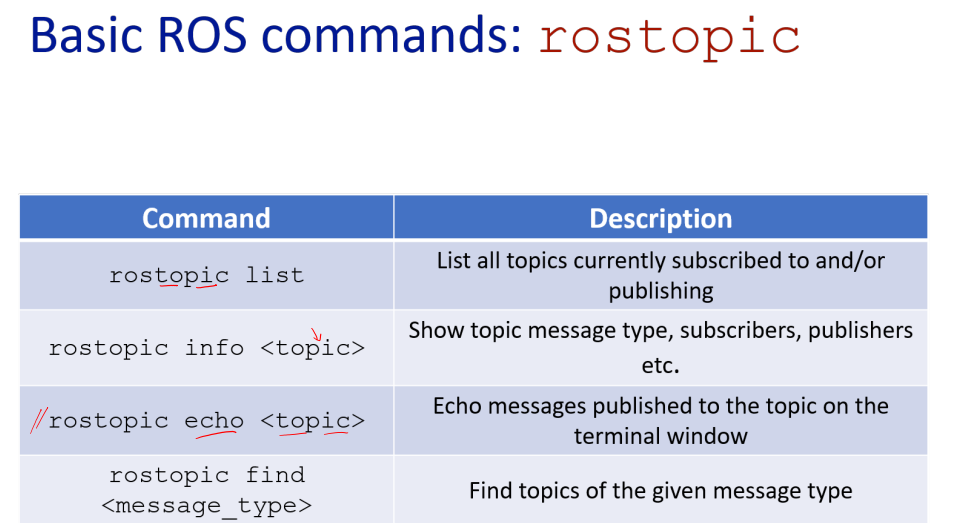 Basic ROS commands: rostopic
Command
Description
rostopic list
List all topics currently subscribed to and/or
publishing
rostopic info <topic>
Show topic message type, subscribers, publishers
etc.
rostopic echo <topic>
Echo messages published to the topic on the
terminal window
rostopic find
<message_type>
Find topics of the given message type